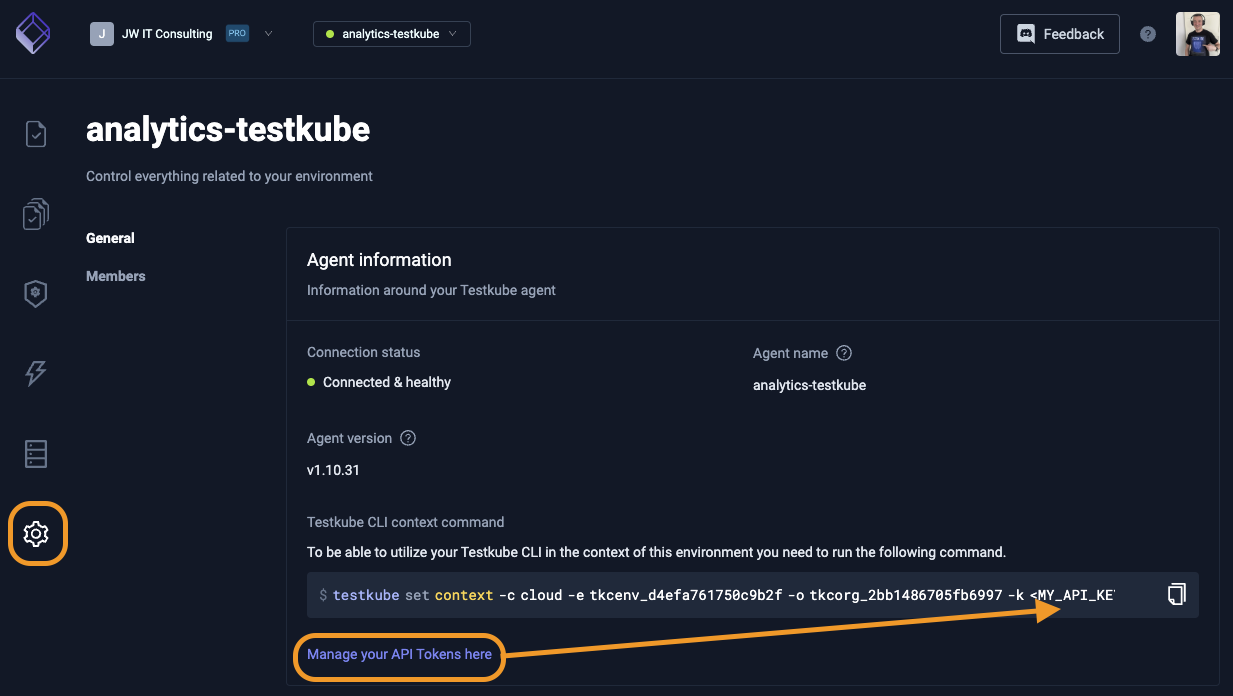 J JW IT Consulting PRO analytics-testkube Feedback ?
analytics-testkube
Control everything related to your environment
General
Members
Agent information
Information around your Testkube agent
Connection status
Connected & healthy
Agent name ?
analytics-testkube
Agent version ?
v1.10.31
Testkube CLI context command
To be able to utilize your Testkube CLI in the context of this environment you need to run the following command.
$ testkube set context -c cloud -e tkcenv_d4efa761750c9b2f -o tkcorg_2bb1486705fb6997 -k <MY_API_KE
Manage your API Tokens here